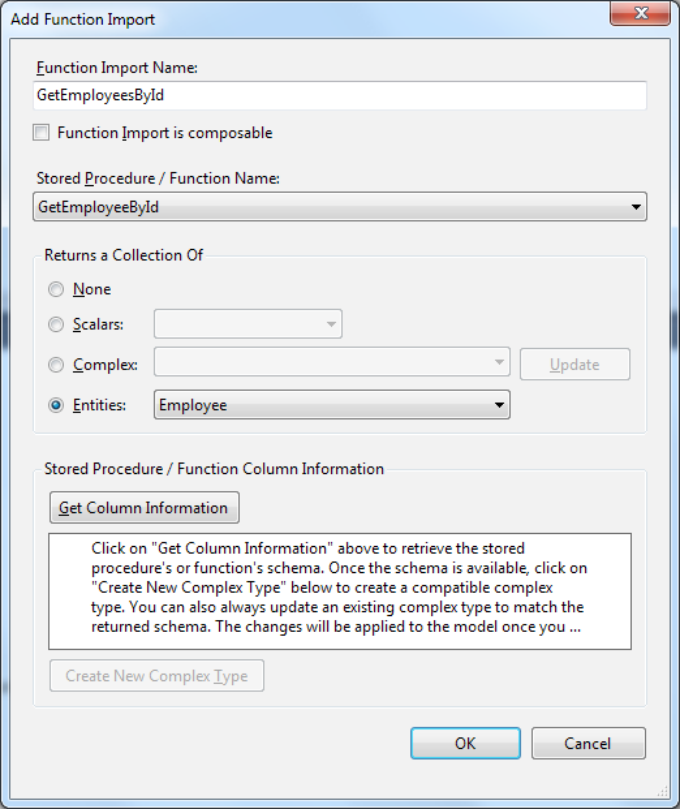 Add Function Import
Function Import Name:
GetEmployeesById
Function Import is composable
Stored Procedure / Function Name:
GetEmployeeById
Returns a Collection Of
None
Scalars:
Complex:
Update
Entities:
Employee
Stored Procedure / Function Column Information
Get Column Information
Click on "Get Column Information" above to retrieve the stored
procedure's or function's schema. Once the schema is available, click on
"Create New Complex Type" below to create a compatible complex
type. You can also always update an existing complex type to match the
returned schema. The changes will be applied to the model once you ...
Create New Complex Type
OK
Cancel